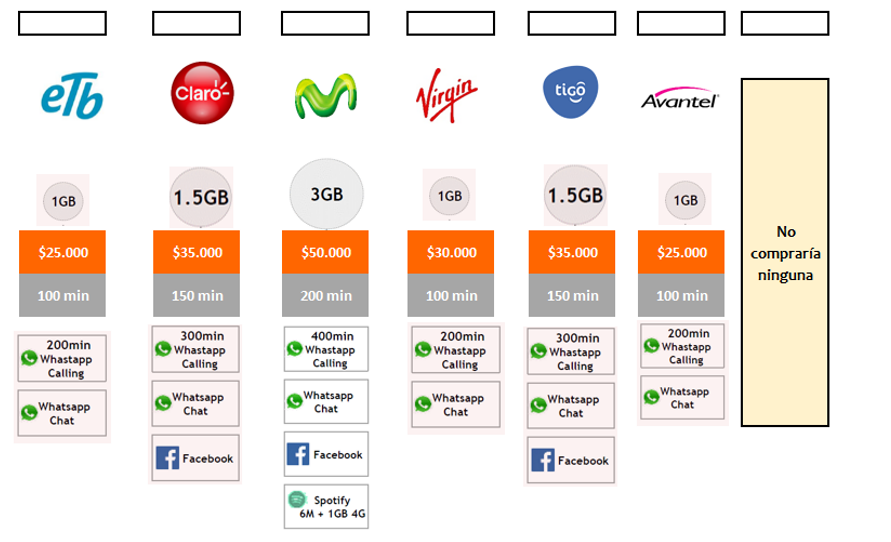 eTb
Claro
Virgin
tigo
Avantel
1GB
1.5GB
3GB
1GB
1.5GB
1GB
$25.000
$35.000
$50.000
$30.000
$35.000
$25.000
100 min
150 min
200 min
100 min
150 min
100 min
200min
Whastapp
Calling
Whatsapp
Chat
300min
Whastapp
Calling
Whatsapp
Chat
Facebook
400min
Whastapp
Calling
Whatsapp
Chat
Facebook
Spotify
6M + 1GB 4G
200min
Whastapp
Calling
Whatsapp
Chat
300min
Whastapp
Calling
Whatsapp
Chat
Facebook
200min
Whastapp
Calling
Whatsapp
Chat
No
compraría
ninguna